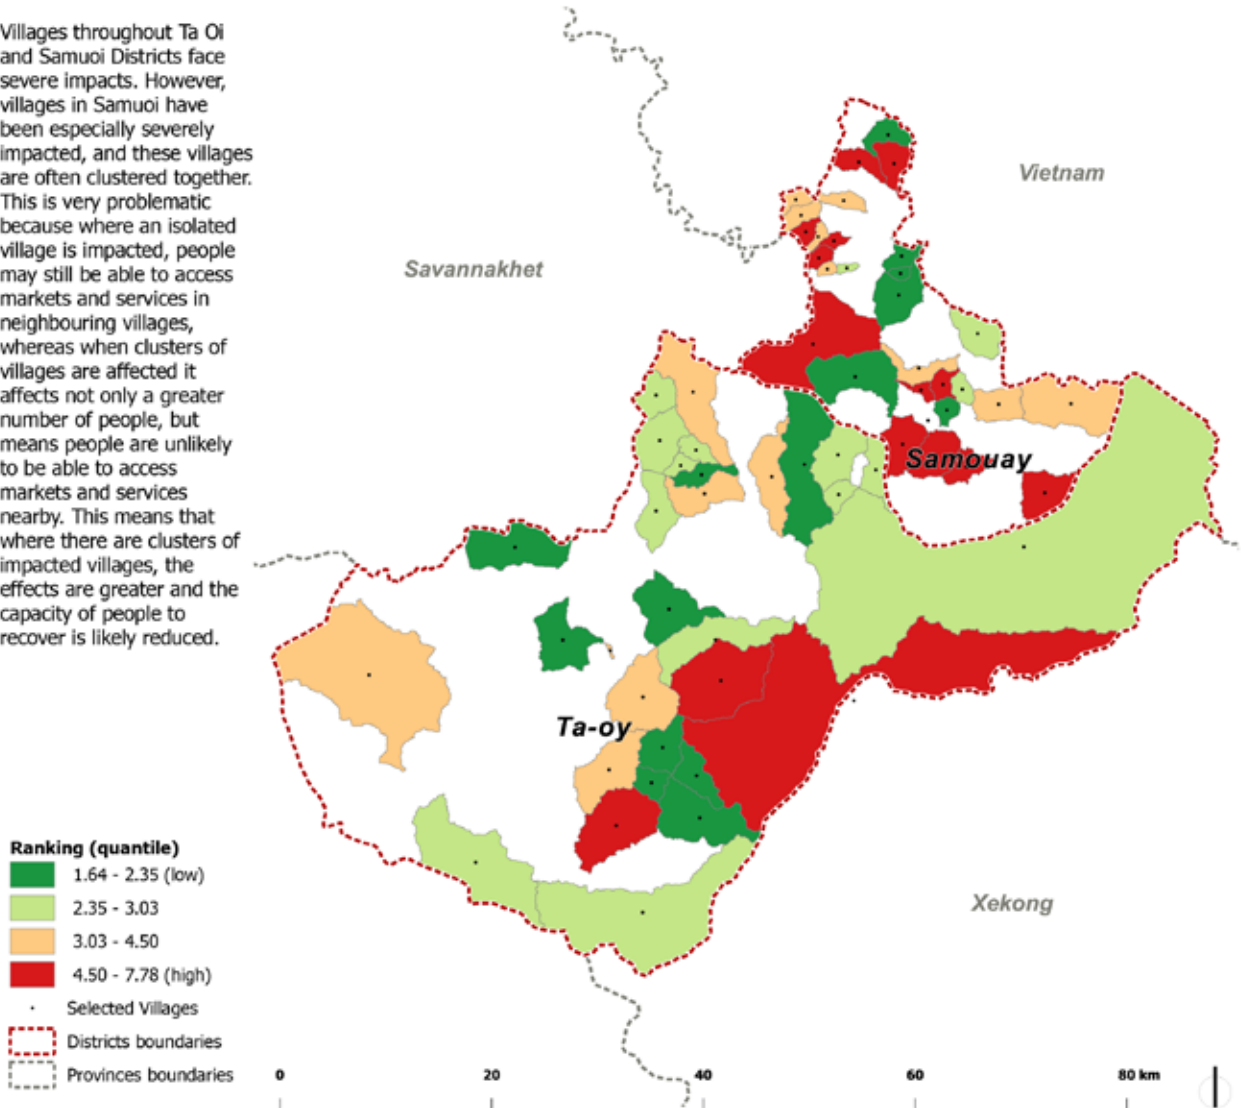 Villages throughout Ta Oi
and Samuoi Districts face
severe impacts. However,
villages in Samuoi have
been especially severely
impacted, and these villages
are often clustered together.
This is very problematic
because where an isolated
village is impacted, people
may still be able to access
markets and services in
neighbouring villages,
whereas when clusters of
villages are affected it
affects not only a greater
number of people, but
means people are unlikely
to be able to access
markets and services
nearby. This means that
where there are clusters of
impacted villages, the
effects are greater and the
capacity of people to
recover is likely reduced.
Vietnam
Savannakhet
Samouay
Ta-oy
Xekong
Ranking (quantile)
1.64 - 2.35 (low)
2.35 - 3.03
3.03 - 4.50
4.50 - 7.78 (high)
Selected Villages
Districts boundaries
Provinces boundaries
0 20 40 60 80 km